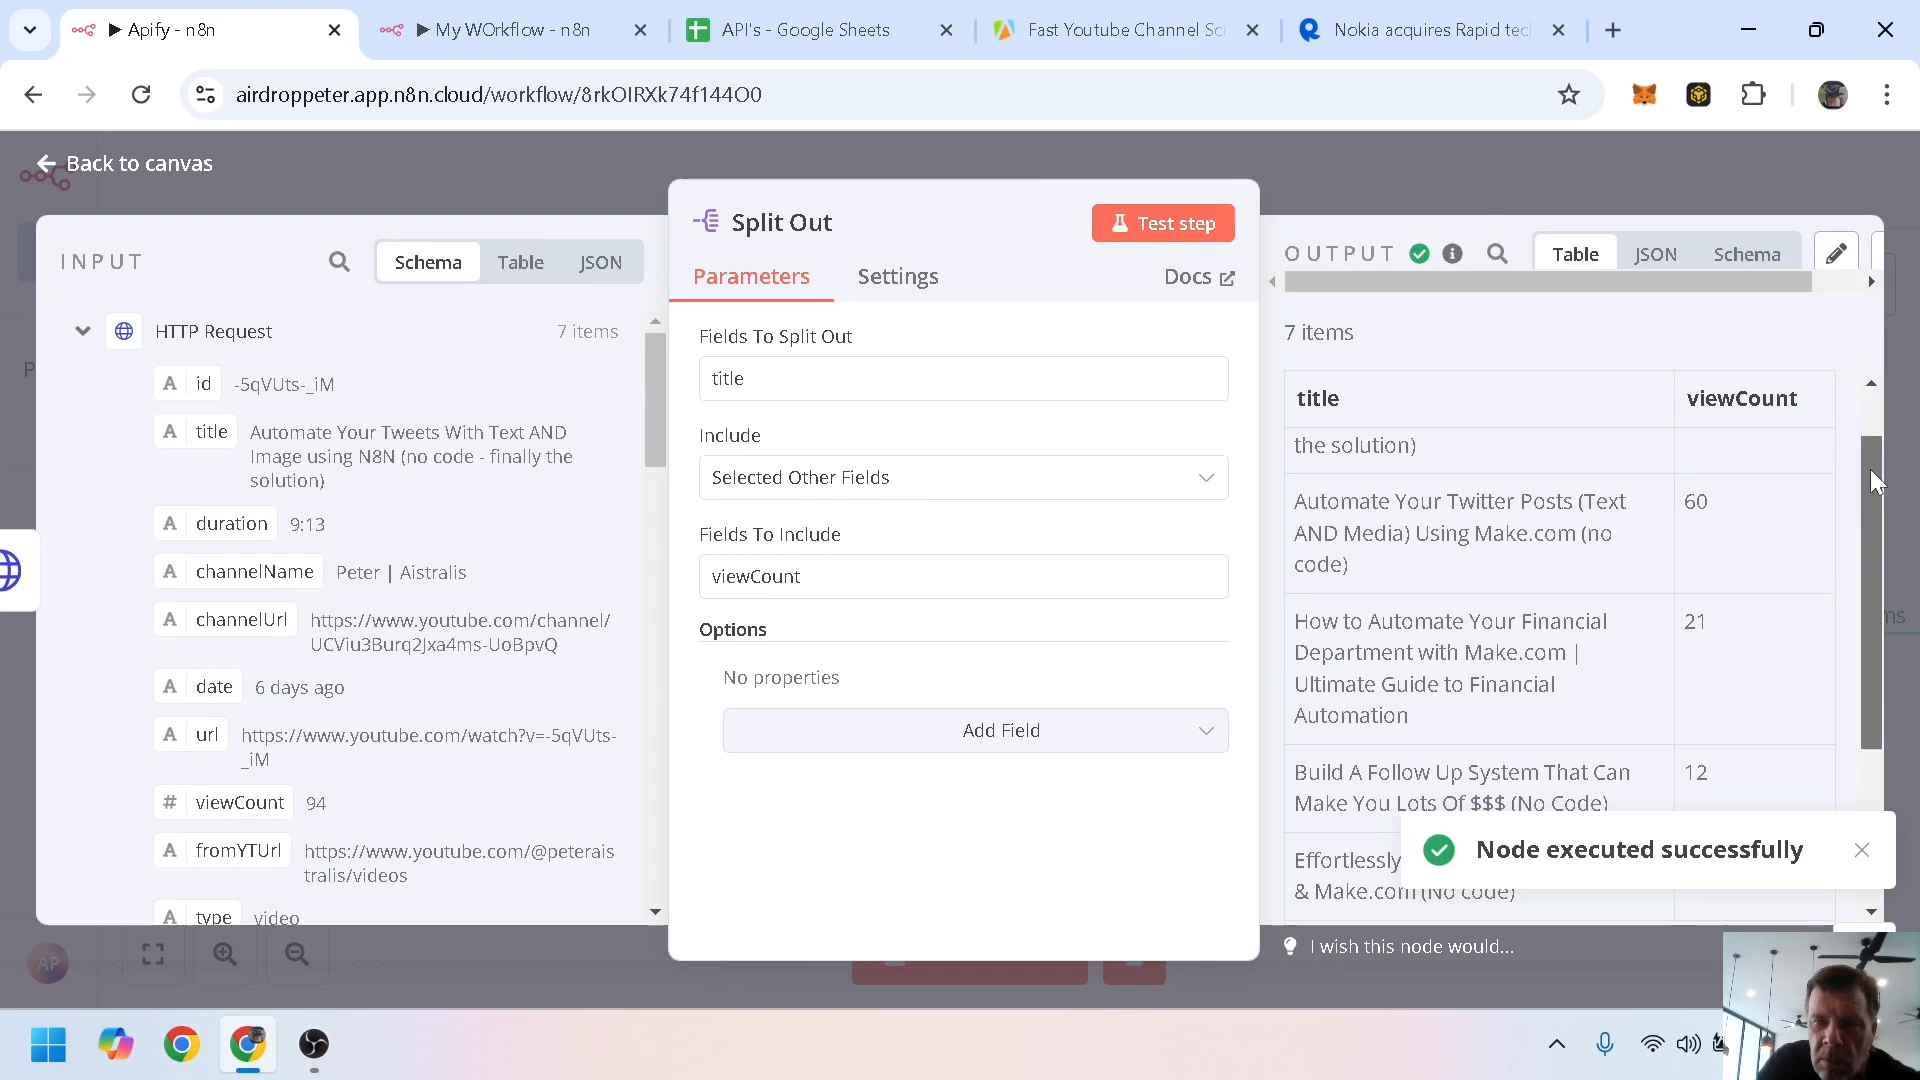 ▶ Apify - n8n
▶ My WOrkflow - n8n
API's - Google Sheets
Fast Youtube Channel Scr
Nokia acquires Rapid tec
airdroppeter.app.n8n.cloud/workflow/8rkOIRXk74f144O0
Back to canvas
INPUT
Schema
Table
JSON
HTTP Request
7 items
A id -5qVUts-_iM
A title Automate Your Tweets With Text AND
Image using N8N (no code - finally the
solution)
A duration 9:13
A channelName Peter | Aistralis
A channelUrl https://www.youtube.com/channel/
UCViu3Burq2Jxa4ms-UoBpvQ
A date 6 days ago
A url https://www.youtube.com/watch?v=-5qVUts-
_iM
# viewCount 94
A fromYTUrl https://www.youtube.com/@peterais
tralis/videos
A type video
Split Out
Test step
Parameters
Settings
Docs
Fields To Split Out
title
Include
Selected Other Fields
Fields To Include
viewCount
Options
No properties
Add Field
OUTPUT
Table
JSON
Schema
7 items
title viewCount
the solution)
Automate Your Twitter Posts (Text 60
AND Media) Using Make.com (no
code)
How to Automate Your Financial 21
Department with Make.com |
Ultimate Guide to Financial
Automation
Build A Follow Up System That Can 12
Make You Lots Of $$$ (No Code)
Effortlessly
& Make.com (No code)
Node executed successfully
I wish this node would...
AP